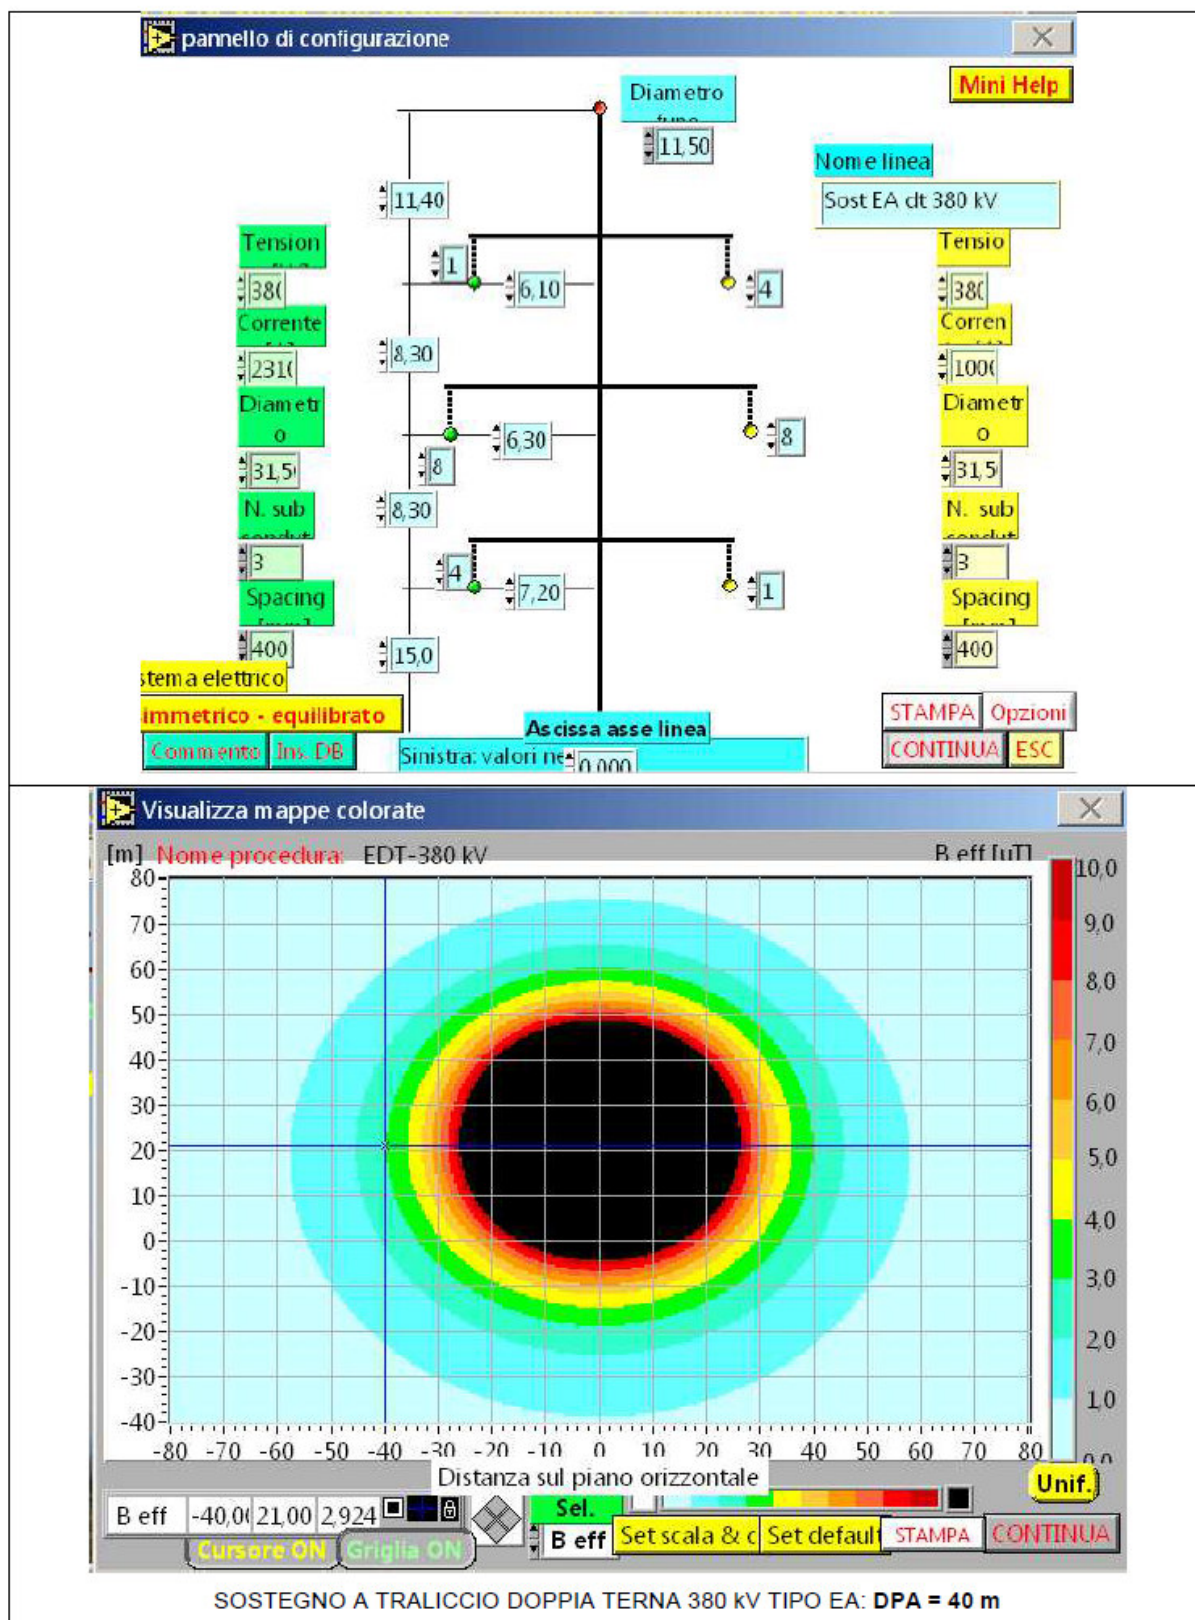 pannello di configurazione
Mini Help
Diametro
11,50
Nome linea
Sost EA dt 380 kV
11,40
Tension
380
Corrente
2310
Diametr
o
31,5
N. sub
3
Spacing
400
1
6,10
4
8,30
8
6,30
8
8,30
4
7,20
1
15,0
Tensio
380
Corren
1000
Diametr
o
31,5
N. sub
3
Spacing
400
stema elettrico
immetrico - equilibrato
Commento Ins. DB
Ascissa asse linea
Sinistra: valori ne
0,000
STAMPA Opzioni
CONTINUA ESC
Visualizza mappe colorate
[m] Nome procedura: EDT-380 kV B eff [uT]
80
70
60
50
40
30
20
10
0
-10
-20
-30
-40
-80 -70 -60 -50 -40 -30 -20 -10 0 10 20 30 40 50 60 70 80
10,0
9,0
8,0
7,0
6,0
5,0
4,0
3,0
2,0
1,0
0,0
Distanza sul piano orizzontale
Unif.
B eff -40,00 21,00 2,924
Cursore ON Griglia ON
Sel.
B eff
Set scala & c Set default STAMPA CONTINUA
SOSTEGNO A TRALICCIO DOPPIA TERNA 380 kV TIPO EA: DPA = 40 m